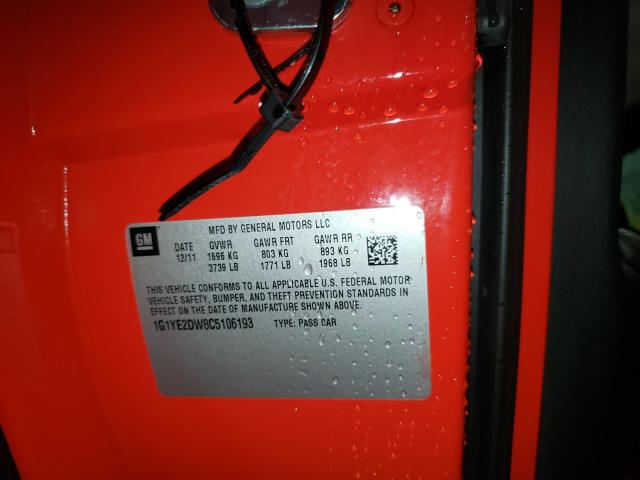 GM
MFD BY GENERAL MOTORS LLC
DATE GVWR GAWR FRT GAWR RR
12/11 1696 KG 803 KG 893 KG
3739 LB 1771 LB 1968 LB
THIS VEHICLE CONFORMS TO ALL APPLICABLE U.S. FEDERAL MOTOR
VEHICLE SAFETY, BUMPER, AND THEFT PREVENTION STANDARDS IN
EFFECT ON THE DATE OF MANUFACTURE SHOWN ABOVE.
1G1YE2DW8C5106193 TYPE: PASS CAR